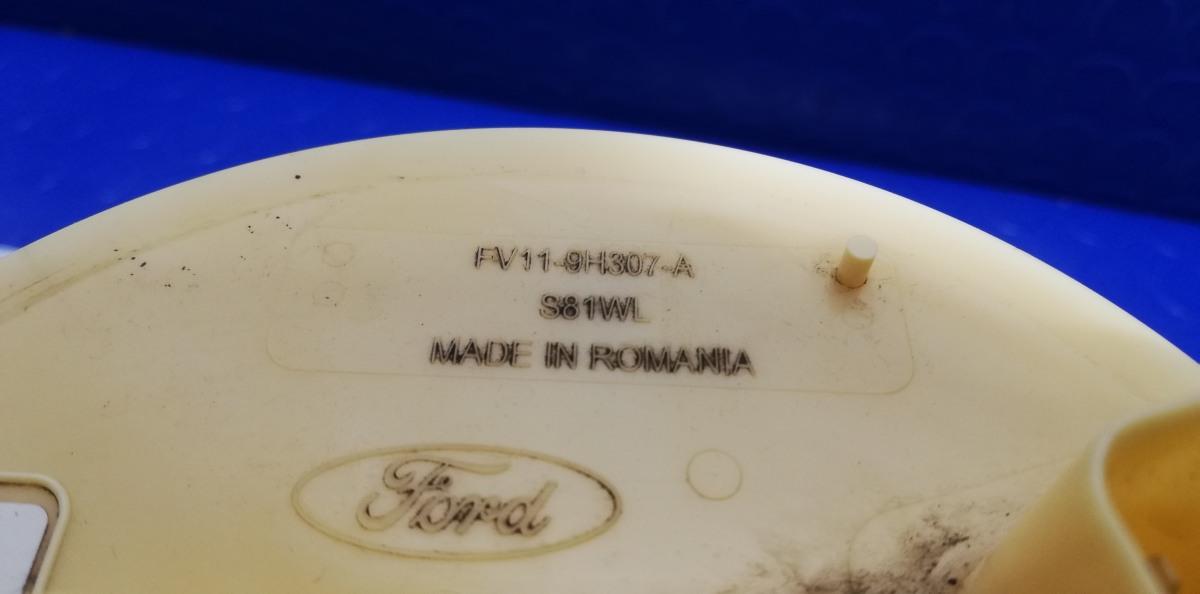 FV11-9H307-A
S81WL
MADE IN ROMANIA
Ford